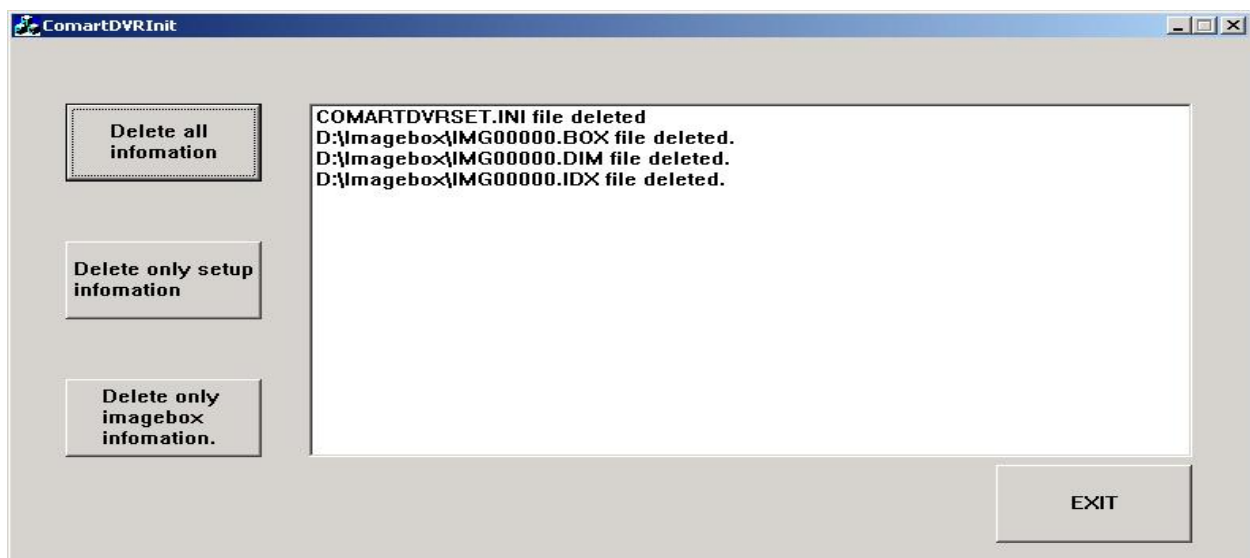 ComartDVRInit
Delete all
infomation
COMARTDVRSET.INI file deleted
D:\Imagebox\IMG00000.BOX file deleted.
D:\Imagebox\IMG00000.DIM file deleted.
D:\Imagebox\IMG00000.IDX file deleted.
Delete only setup
infomation
Delete only
imagebox
infomation.
EXIT